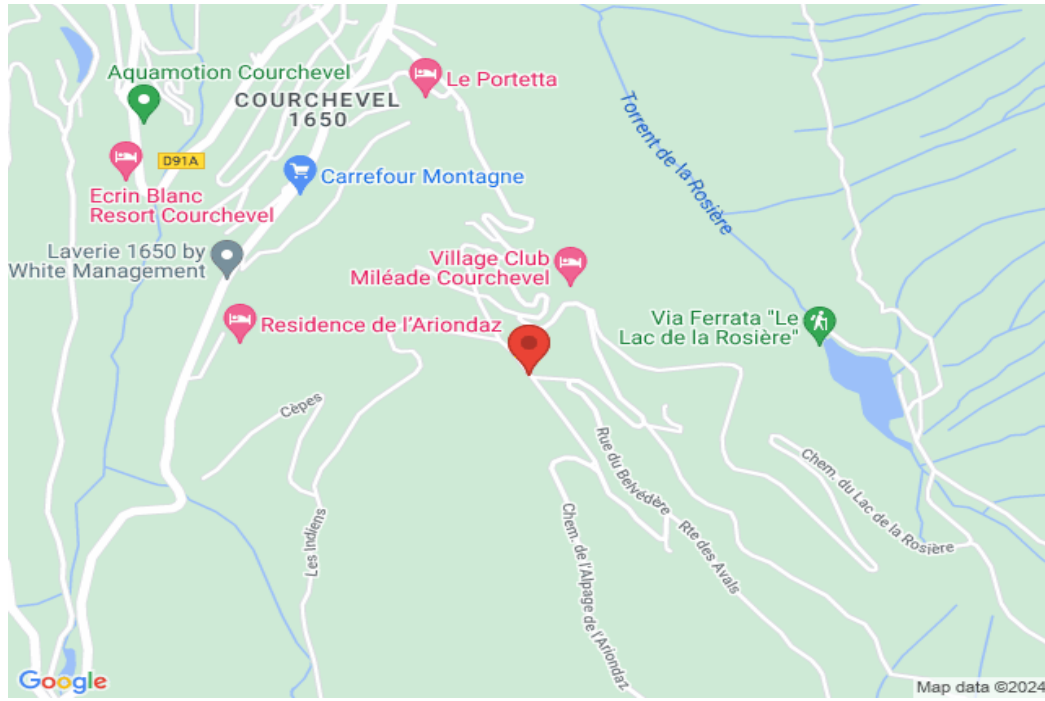 Aquamotion Courchevel
Le Portetta
COURCHEVEL
1650
D91A
Carrefour Montagne
Ecrin Blanc
Resort Courchevel
Torrent de la Rosière
Laverie 1650 by
White Management
Village Club
Miléade Courchevel
Residence de l'Ariondaz
Via Ferrata "Le
Lac de la Rosière"
Cèpes
Rue du Belvédère
Chem. du Lac de la Rosière
Les Indiens
Chem. de l'Alpage de l'Ariondaz
Rte des Avals
Google
Map data ©2024